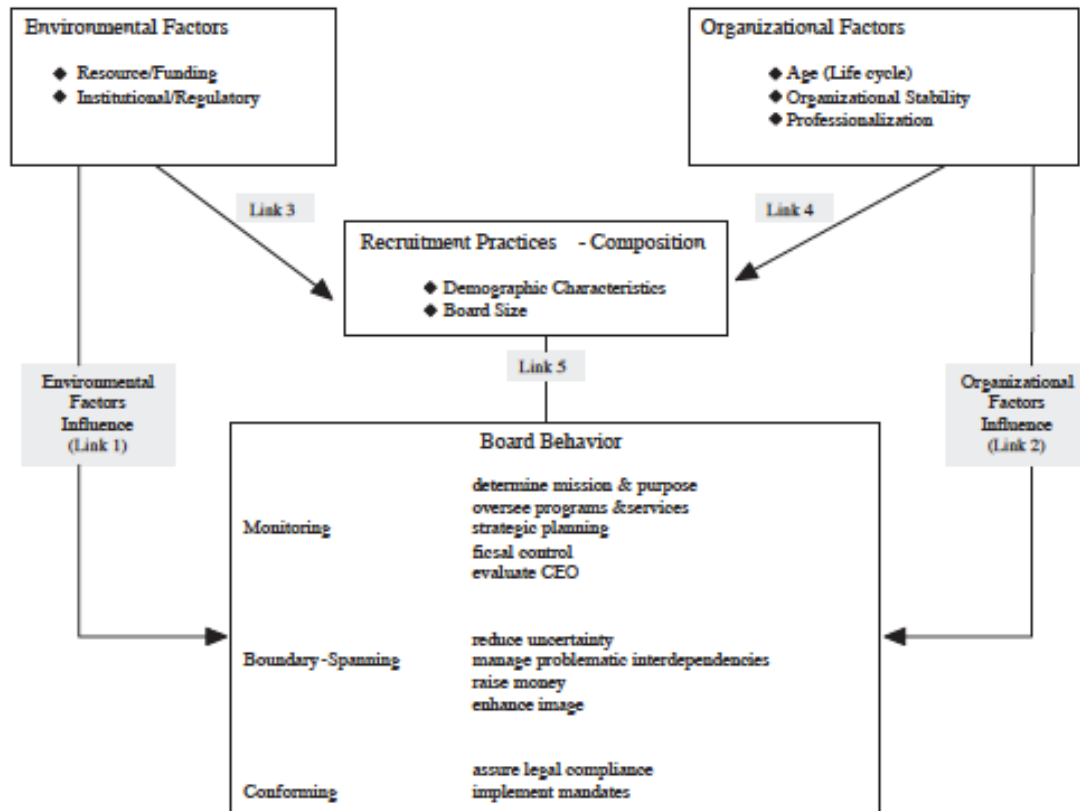 Environmental Factors
◆ Resource/Funding
◆ Institutional/Regulatory
Organizational Factors
◆ Age (Life cycle)
◆ Organizational Stability
◆ Professionalization
Link 3
Link 4
Recruitment Practices - Composition
◆ Demographic Characteristics
◆ Board Size
Link 5
Environmental
Factors
Influence
(Link 1)
Organizational
Factors
Influence
(Link 2)
Board Behavior
determine mission & purpose
oversee programs &services
Monitoring strategic planning
ficsal control
evaluate CEO
reduce uncertainty
Boundary-Spanning manage problematic interdependencies
raise money
enhance image
assure legal compliance
Conforming implement mandates